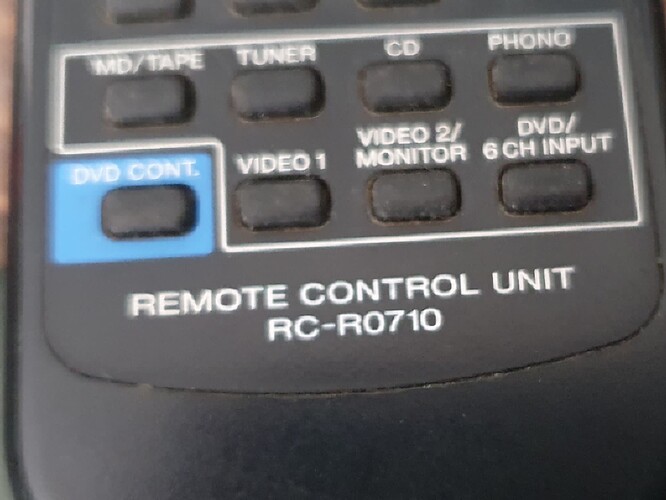 MD/TAPE TUNER CD PHONO
DVD CONT. VIDEO 1 VIDEO 2/
MONITOR DVD/
6 CH INPUT
REMOTE CONTROL UNIT
RC-R0710